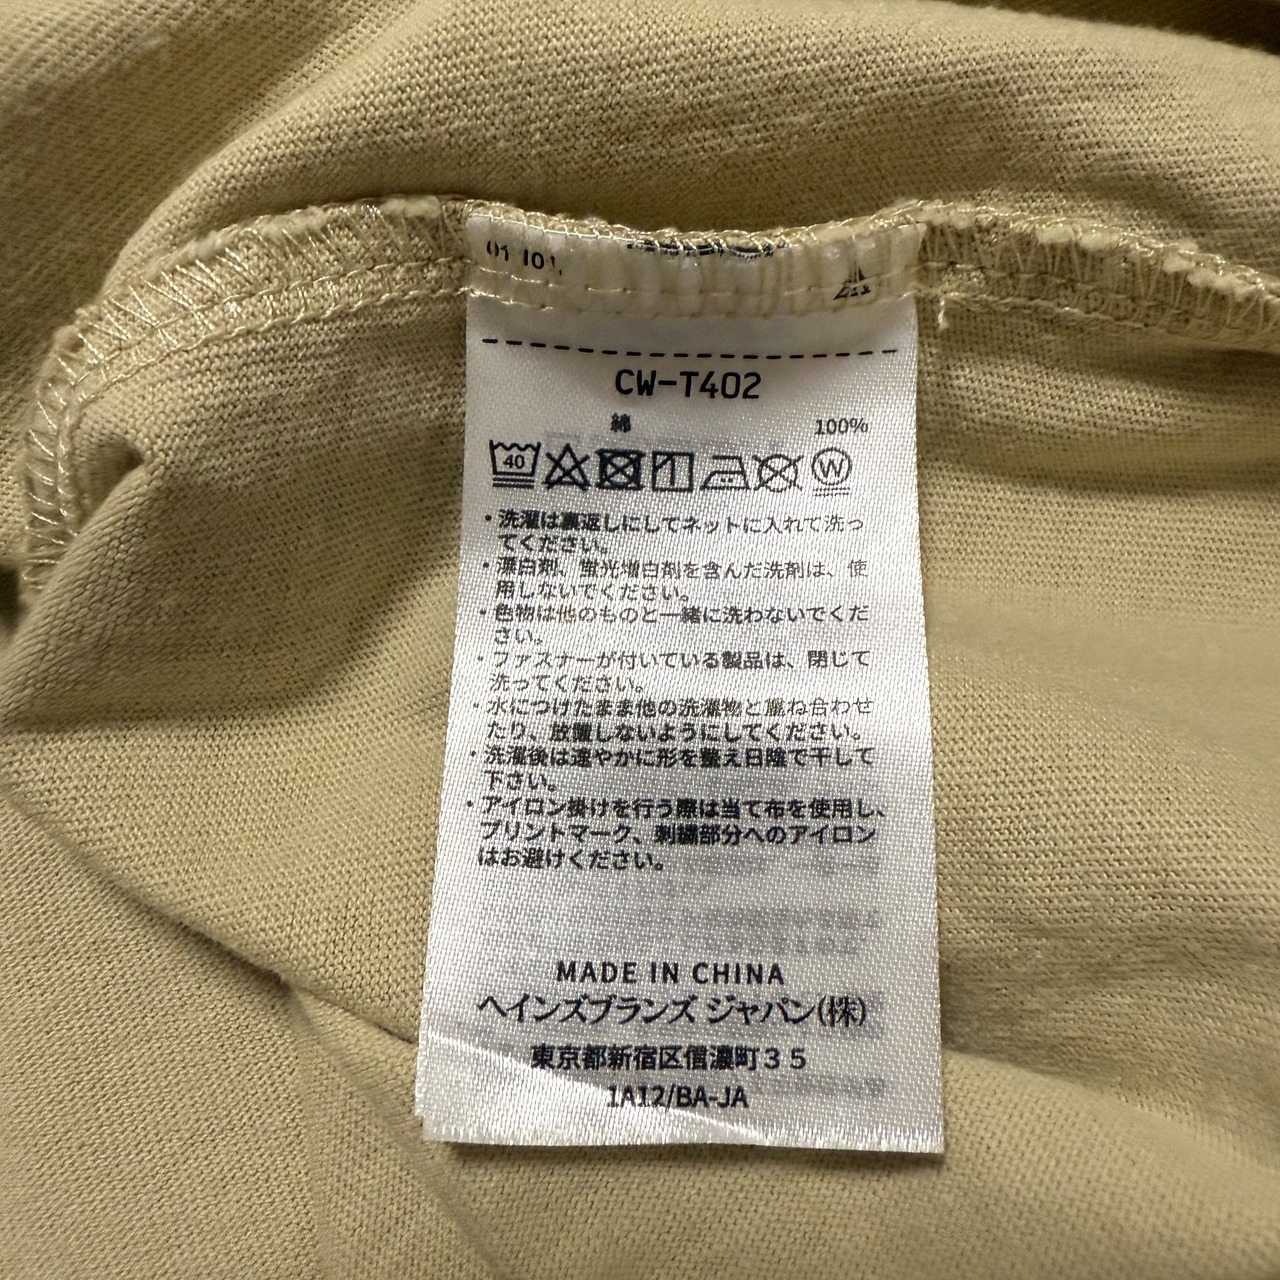 CW-T402
綿 100%
40 W
・洗濯は裏返しにしてネットに入れて洗っ
てください。
・漂白剤、蛍光増白剤を含んだ洗剤は、使
用しないでください。
・色物は他のものと一緒に洗わないでくだ
さい。
・ファスナーが付いている製品は、閉じて
洗ってください。
・水につけたまま他の洗濯物と重ね合わせ
たり、放置しないようにしてください。
・洗濯後は速やかに形を整え日陰で干して
下さい。
・アイロン掛けを行う際は当て布を使用し、
プリントマーク、刺繍部分へのアイロン
はお避けください。
MADE IN CHINA
ヘインズブランズ ジャパン(株)
東京都新宿区信濃町35
1A12/BA-JA